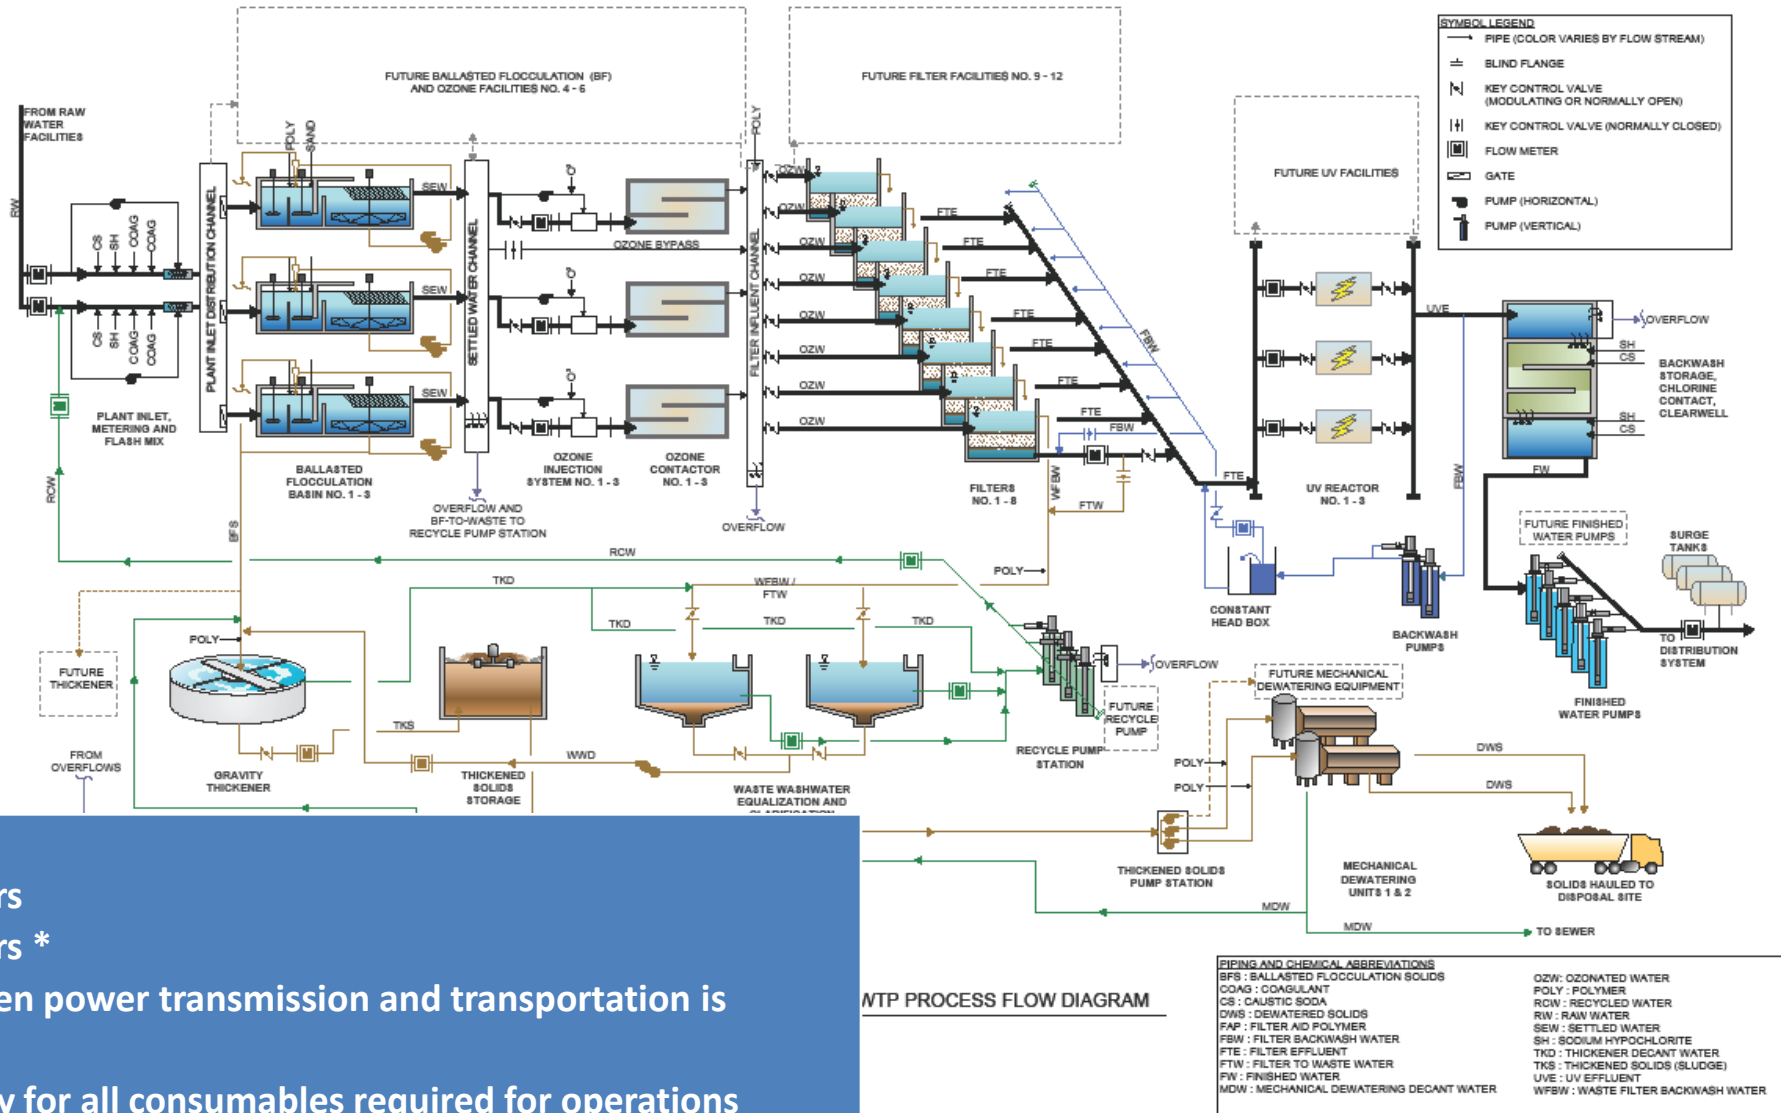 FUTURE BALLASTED FLOCCULATION (BF)
AND OZONE FACILITIES NO. 4 - 6
FUTURE FILTER FACILITIES NO. 9 - 12
FUTURE UV FACILITIES
SYMBOL LEGEND
PIPE (COLOR VARIES BY FLOW STREAM)
BLIND FLANGE
KEY CONTROL VALVE
(MODULATING OR NORMALLY OPEN)
KEY CONTROL VALVE (NORMALLY CLOSED)
FLOW METER
GATE
PUMP (HORIZONTAL)
PUMP (VERTICAL)
FROM RAW
WATER
FACILITIES
RW
CS
SH
COAG
COAG
CS
SH
COAG
COAG
PLANT INLET,
METERING AND
FLASH MIX
PLANT INLET DISTRIBUTION CHANNEL
POLY
SAND
SEW
SEW
SEW
BALLASTED
FLOCCULATION
BASIN NO. 1 - 3
SETTLED WATER CHANNEL
OZONE BYPASS
OZONE
INJECTION
SYSTEM NO. 1 - 3
OZONE
CONTACTOR
NO. 1 - 3
OVERFLOW AND
BF-TO-WASTE TO
RECYCLE PUMP STATION
POLY
FILTER INFLUENT CHANNEL
OVERFLOW
OZW
OZW
OZW
OZW
OZW
OZW
OZW
OZW
FTE
FTE
FTE
FTE
FTE
FTE
FTE
FBW
FBW
FILTERS
NO. 1 - 8
WFBW
FTW
FTE
UV REACTOR
NO. 1 - 3
UVE
FBW
OVERFLOW
SH
CS
SH
CS
BACKWASH
STORAGE,
CHLORINE
CONTACT,
CLEARWELL
FW
FUTURE FINISHED
WATER PUMPS
SURGE
TANKS
TO
DISTRIBUTION
SYSTEM
FINISHED
WATER PUMPS
BACKWASH
PUMPS
CONSTANT
HEAD BOX
RCW
BFS
RCW
POLY
TKD
WFBW /
FTW
TKD
TKD
TKD
POLY
FUTURE
THICKENER
GRAVITY
THICKENER
TKS
THICKENED
SOLIDS
STORAGE
WWD
WASTE WASHWATER
EQUALIZATION AND
FROM
OVERFLOWS
OVERFLOW
FUTURE
RECYCLE
PUMP
RECYCLE PUMP
STATION
FUTURE MECHANICAL
DEWATERING EQUIPMENT
POLY
POLY
DWS
DWS
THICKENED SOLIDS
PUMP STATION
MECHANICAL
DEWATERING
UNITS 1 & 2
SOLIDS HAULED TO
DISPOSAL SITE
MDW
MDW
TO SEWER
rs
rs *
en power transmission and transportation is
y for all consumables required for operations
WTP PROCESS FLOW DIAGRAM
PIPING AND CHEMICAL ABBREVIATIONS
BFS : BALLASTED FLOCCULATION SOLIDS
COAG : COAGULANT
CS : CAUSTIC SODA
DWS : DEWATERED SOLIDS
FAP : FILTER AID POLYMER
FBW : FILTER BACKWASH WATER
FTE : FILTER EFFLUENT
FTW : FILTER TO WASTE WATER
FW : FINISHED WATER
MDW : MECHANICAL DEWATERING DECANT WATER
OZW: OZONATED WATER
POLY : POLYMER
RCW : RECYCLED WATER
RW : RAW WATER
SEW : SETTLED WATER
SH : SODIUM HYPOCHLORITE
TKD : THICKENER DECANT WATER
TKS : THICKENED SOLIDS (SLUDGE)
UVE : UV EFFLUENT
WFBW : WASTE FILTER BACKWASH WATER